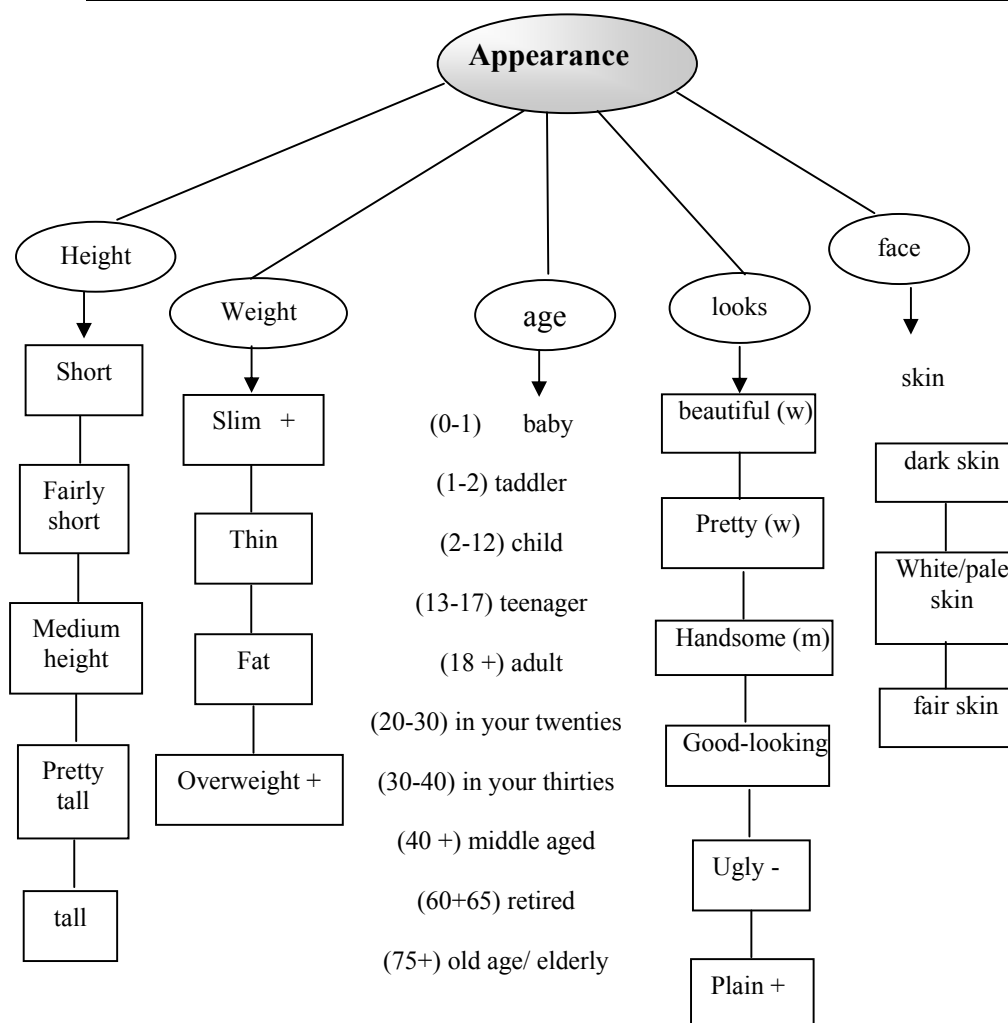 Appearance
Height
Short
Fairly
short
Medium
height
Pretty
tall
tall
Weight
Slim +
Thin
Fat
Overweight +
age
(0-1) baby
(1-2) taddler
(2-12) child
(13-17) teenager
(18 +) adult
(20-30) in your twenties
(30-40) in your thirties
(40 +) middle aged
(60+65) retired
(75+) old age/ elderly
looks
beautiful (w)
Pretty (w)
Handsome (m)
Good-looking
Ugly -
Plain +
face
skin
dark skin
White/pale
skin
fair skin